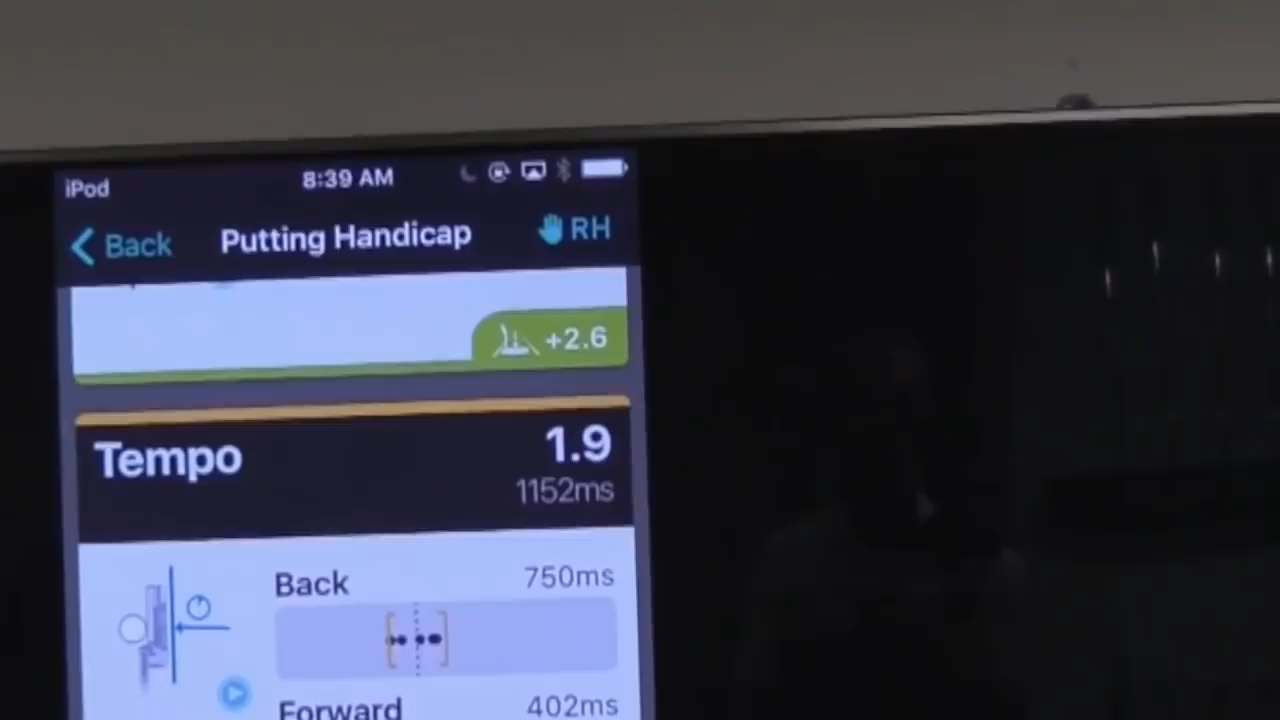 iPod 8:39 AM
Back Putting Handicap RH
+2.6
Tempo 1.9
1152ms
Back 750ms
Forward 402ms